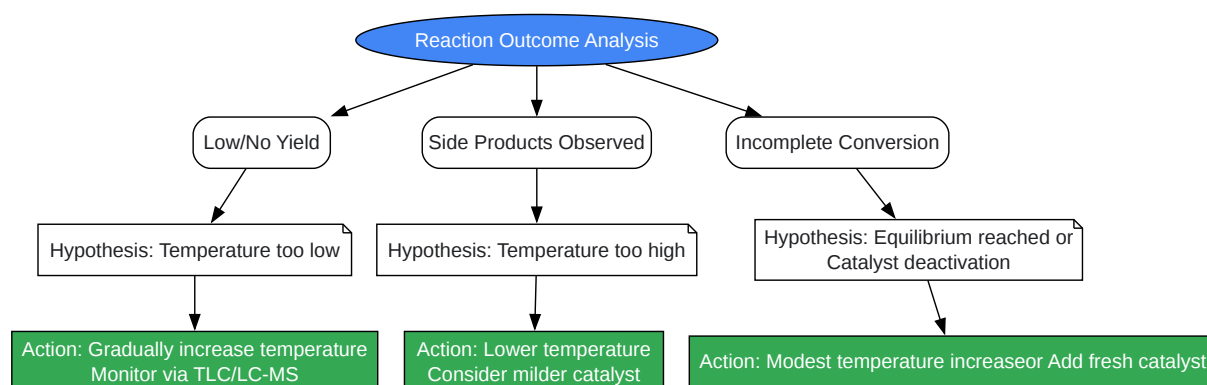 Reaction Outcome Analysis
Low/No Yield
Side Products Observed
Incomplete Conversion
Hypothesis: Temperature too low
Hypothesis: Temperature too high
Hypothesis: Equilibrium reached or
Catalyst deactivation
Action: Gradually increase temperature
Monitor via TLC/LC-MS
Action: Lower temperature
Consider milder catalyst
Action: Modest temperature increaseor Add fresh catalyst